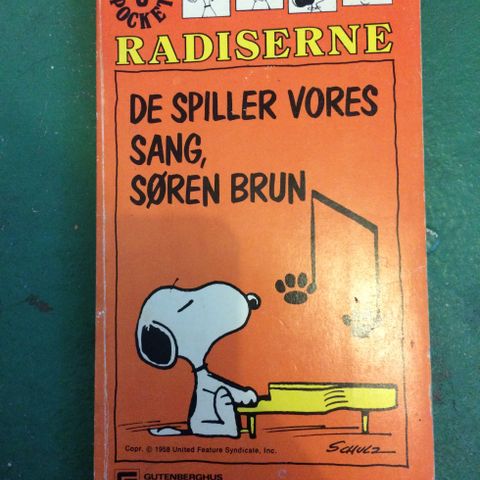 POCKET
RADISERNE
DE SPILLER VORES
SANG,
SØREN BRUN
SCHULZ
Copr. © 1958 United Feature Syndicate, Inc.
GUTENBERGHUS